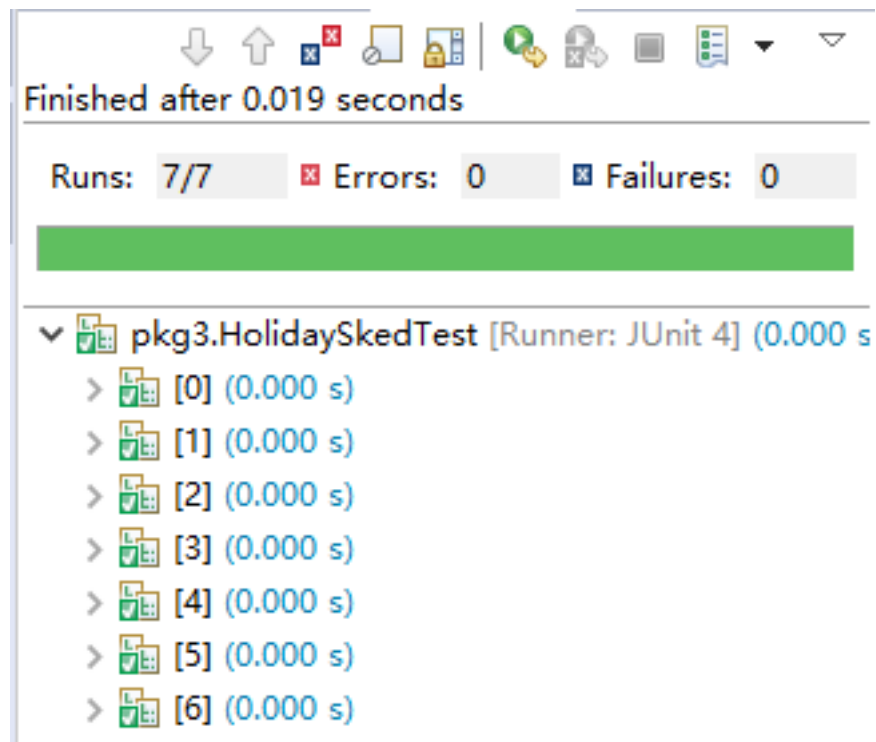 Finished after 0.019 seconds
Runs: 7/7 Errors: 0 Failures: 0
pkg3.HolidaySkedTest [Runner: JUnit 4] (0.000 s
[0] (0.000 s)
[1] (0.000 s)
[2] (0.000 s)
[3] (0.000 s)
[4] (0.000 s)
[5] (0.000 s)
[6] (0.000 s)